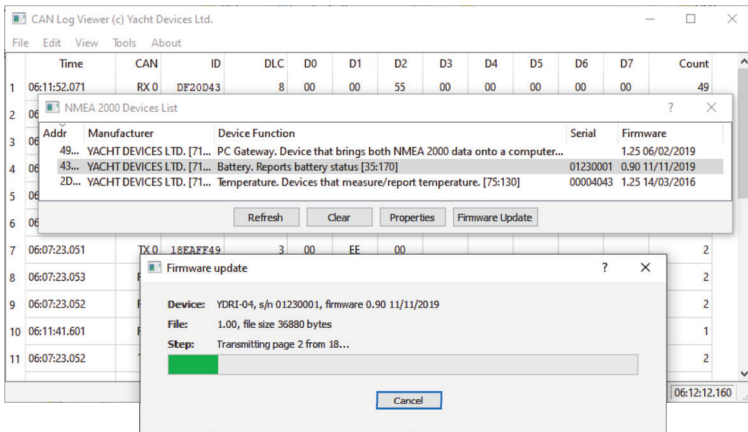 CAN Log Viewer (c) Yacht Devices Ltd.
File Edit View Tools About
Time CAN ID DLC D0 D1 D2 D3 D4 D5 D6 D7 Count
1 06:11:52.071 RX 0 DF20D43 8 00 00 55 00 00 00 00 00 49
2 06
NMEA 2000 Devices List ?
3 06
Addr Manufacturer Device Function Serial Firmware
49... YACHT DEVICES LTD. [71... PC Gateway. Device that brings both NMEA 2000 data onto a computer... 1.25 06/02/2019
4 06
43... YACHT DEVICES LTD. [71... Battery. Reports battery status [35:170] 01230001 0.90 11/11/2019
2D... YACHT DEVICES LTD. [71... Temperature. Devices that measure/report temperature. [75:130] 00004043 1.25 14/03/2016
5 06
6 06
Refresh Clear Properties Firmware Update
7 06:07:23.051 TX 0 18EAFF49 3 00 EE 00 2
Firmware update ?
8 06:07:23.053 2
9 06:07:23.052 2
Device: YDRI-04, s/n 01230001, firmware 0.90 11/11/2019
File: 1.00, file size 36880 bytes
10 06:11:41.601 1
Step: Transmitting page 2 from 18...
11 06:07:23.052 2
Cancel
06:12:12.160